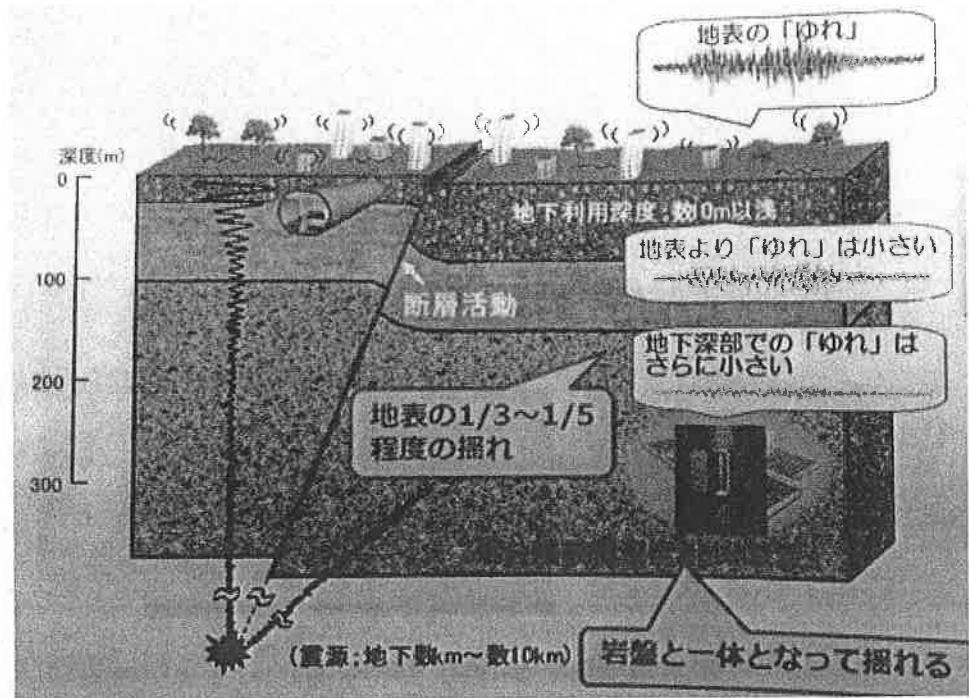 地表の「ゆれ」
深度(m)
0
地下利用深度:数10m以浅
地表より「ゆれ」は小さい
100
断層活動
地下深部での「ゆれ」は
さらに小さい
200
地表の1/3～1/5
程度の揺れ
300
(震源:地下数km～数10km)
岩盤と一体となって揺れる